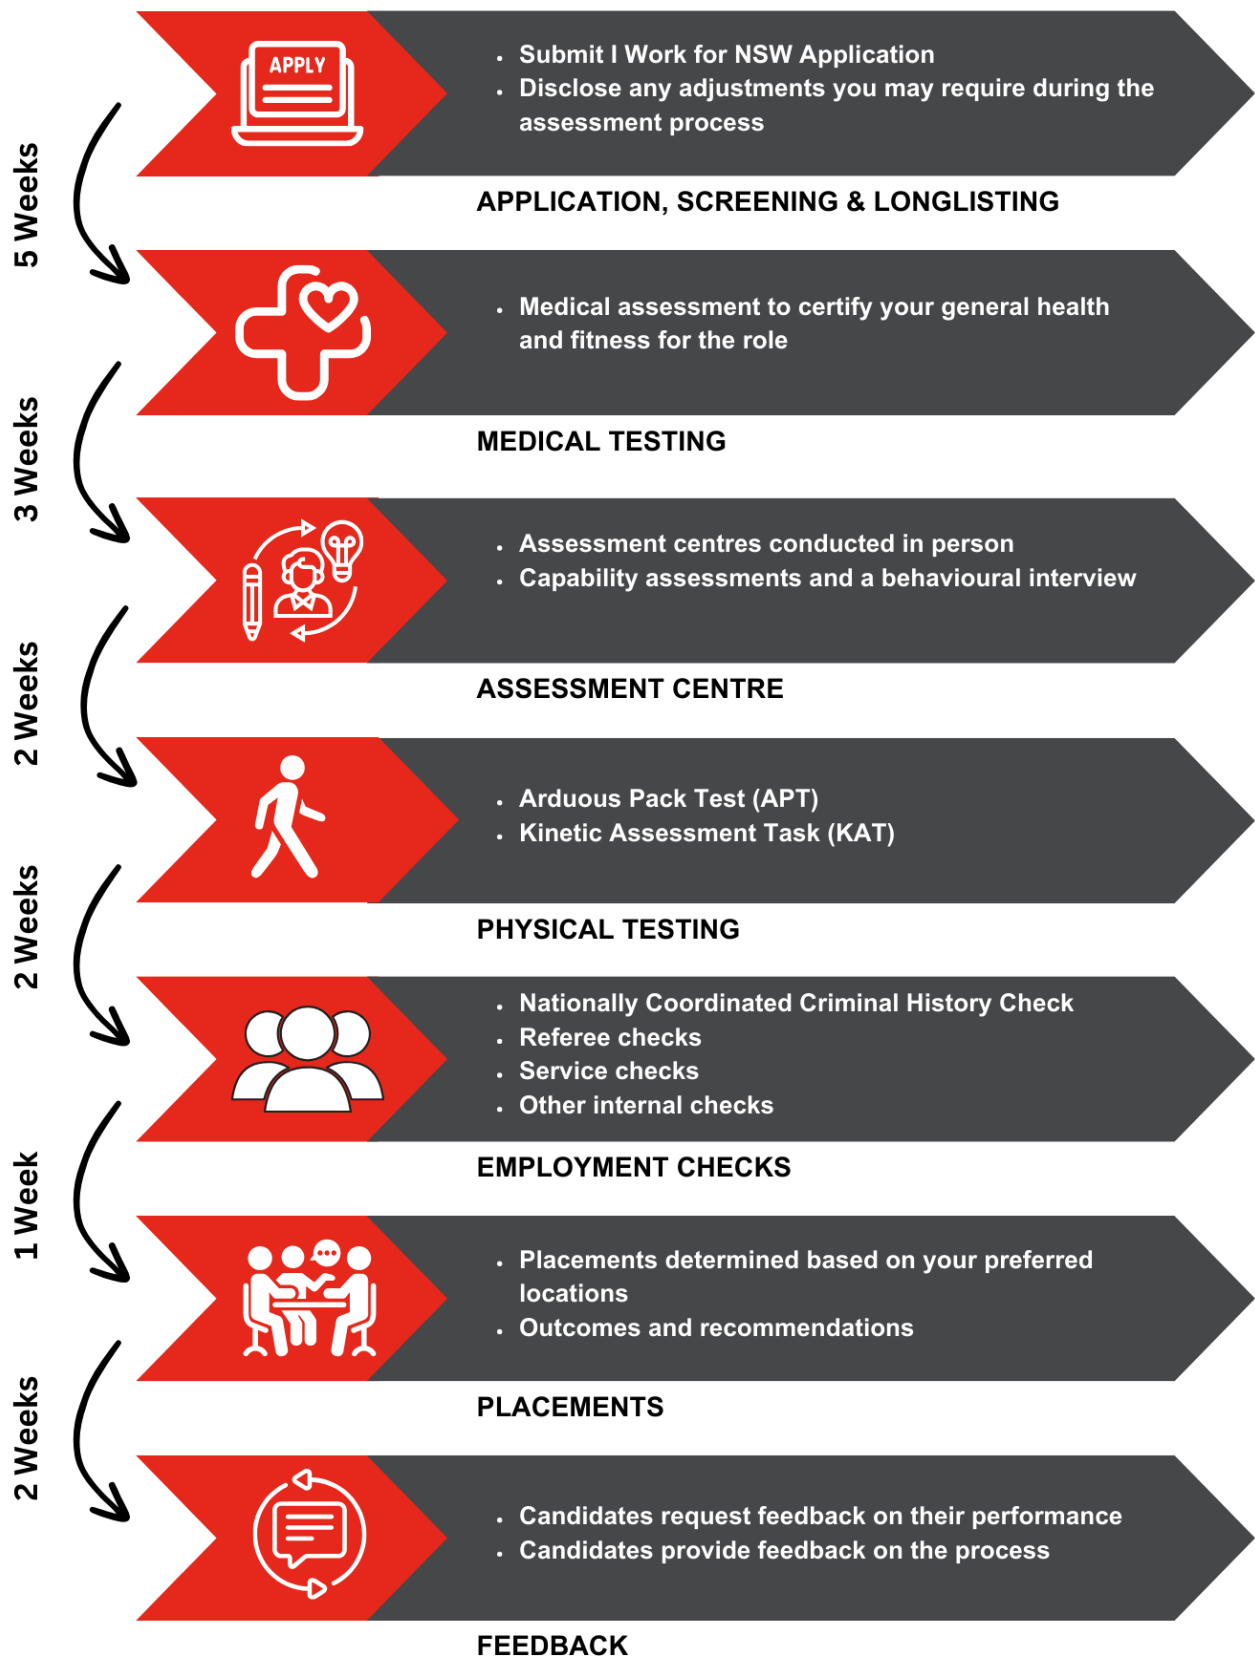 APPLY
• Submit I Work for NSW Application
• Disclose any adjustments you may require during the
assessment process
APPLICATION, SCREENING & LONGLISTING
5 Weeks
• Medical assessment to certify your general health
and fitness for the role
MEDICAL TESTING
3 Weeks
• Assessment centres conducted in person
• Capability assessments and a behavioural interview
ASSESSMENT CENTRE
2 Weeks
• Arduous Pack Test (APT)
• Kinetic Assessment Task (KAT)
PHYSICAL TESTING
2 Weeks
• Nationally Coordinated Criminal History Check
• Referee checks
• Service checks
• Other internal checks
EMPLOYMENT CHECKS
1 Week
• Placements determined based on your preferred
locations
• Outcomes and recommendations
PLACEMENTS
2 Weeks
• Candidates request feedback on their performance
• Candidates provide feedback on the process
FEEDBACK